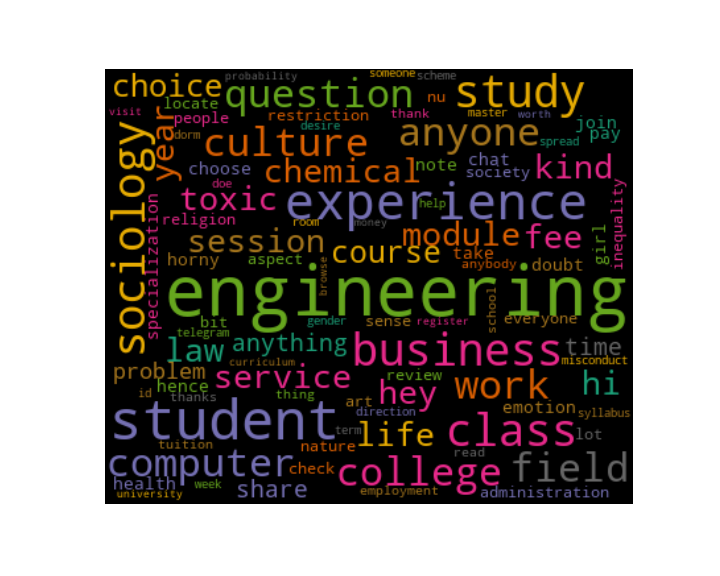 probability someone scheme
choice question nu study
visit locate restriction thank master worth
year people desire join
dorm culture anyone spread pay
choose chemical note chat society kind
doe toxic experience help
religion room money girl inequality
sociology specialization session course module fee
horny aspect browse take anybody doubt
engineering
school
bit gender sense register everyone
telegram
law anything business time
curriculum misconduct
problem service review work hi
hence
id thanks thing art hey emotion
student direction life class syllabus
tuition term lot
nature read
computer check college field
health week share employment administration
university